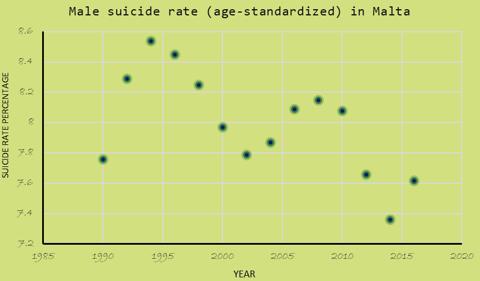 Male suicide rate (age-standardized) in Malta
SUICIDE RATE PERCENTAGE
8.6
8.4
8.2
8
7.8
7.6
7.4
7.2
1985 1990 1995 2000 2005 2010 2015 2020
YEAR